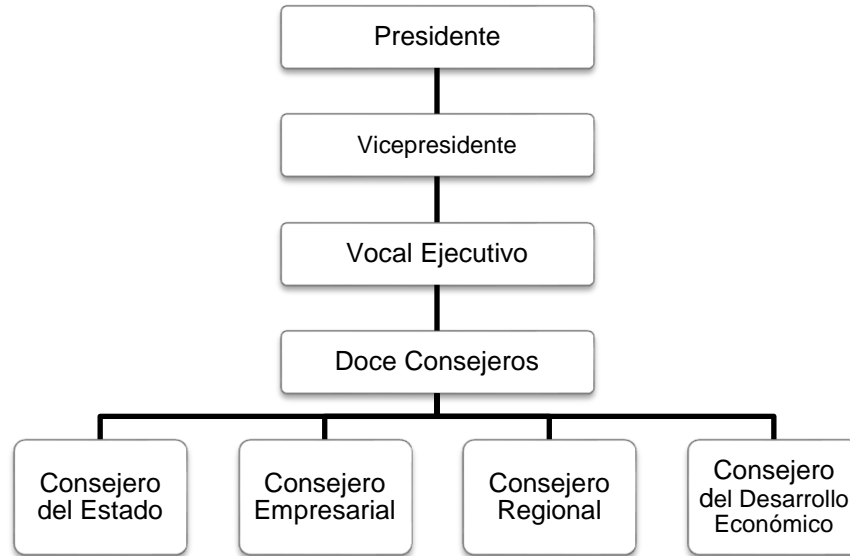 Presidente
Vicepresidente
Vocal Ejecutivo
Doce Consejeros
Consejero
del Estado
Consejero
Empresarial
Consejero
Regional
Consejero
del Desarrollo
Económico